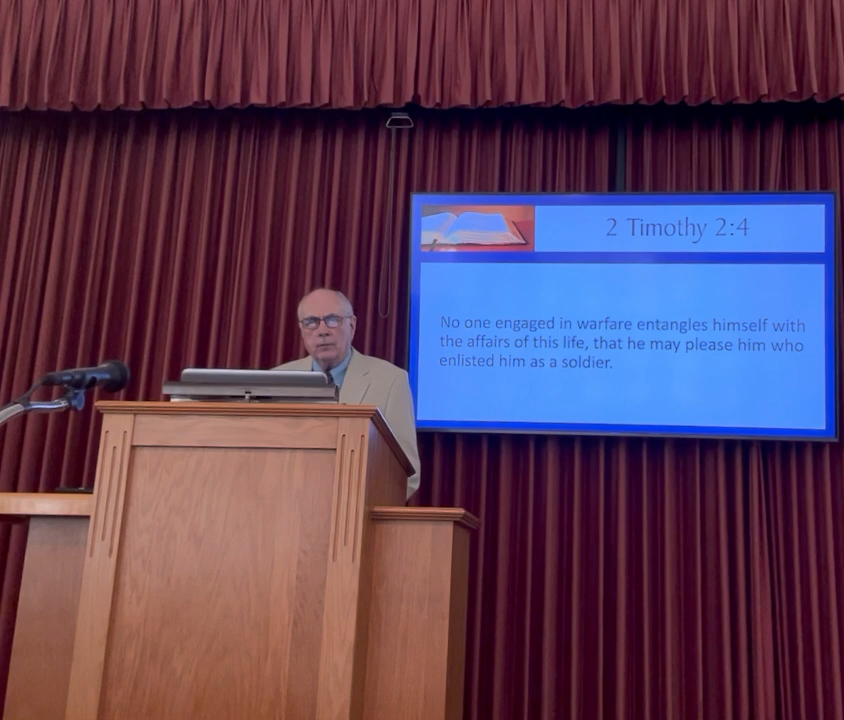 2 Timothy 2:4
No one engaged in warfare entangles himself with
the affairs of this life, that he may please him who
enlisted him as a soldier.